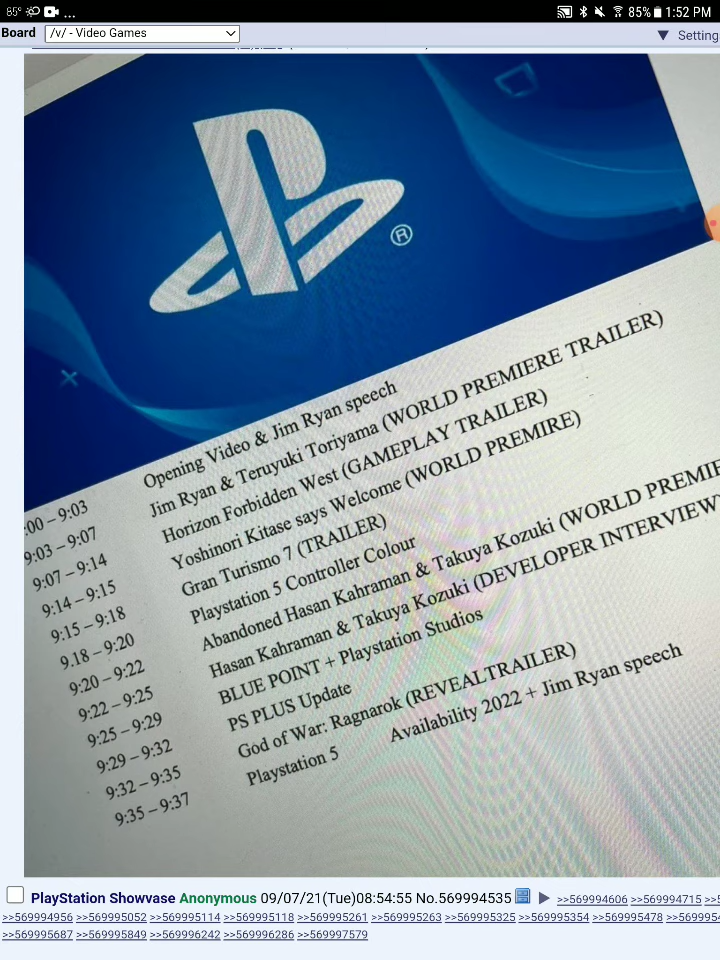 85° ... 85% 1:52 PM
Board /v/ - Video Games ▼ Setting
®
:00 – 9:03 Opening Video & Jim Ryan speech
9:03 – 9:07 Jim Ryan & Teruyuki Toriyama (WORLD PREMIERE TRAILER)
9:07 – 9:14 Horizon Forbidden West (GAMEPLAY TRAILER)
9:14 – 9:15 Yoshinori Kitase says Welcome (WORLD PREMIRE)
9:15 – 9:18 Gran Turismo 7 (TRAILER)
9.18 – 9:20 Playstation 5 Controller Colour
9:20 – 9:22 Abandoned Hasan Kahraman & Takuya Kozuki (WORLD PREMIE
9:22 – 9:25 Hasan Kahraman & Takuya Kozuki (DEVELOPER INTERVIEW
9:25 – 9:29 BLUE POINT + Playstation Studios
9:29 – 9:32 PS PLUS Update
9:32 – 9:35 God of War: Ragnarok (REVEALTRAILER)
9:35 – 9:37 Playstation 5 Availability 2022 + Jim Ryan speech
PlayStation Showvase Anonymous 09/07/21(Tue)08:54:55 No.569994535 ▶ >>569994606 >>569994715 >>5
>>569994956 >>569995052 >>569995114 >>569995118 >>569995261 >>569995263 >>569995325 >>569995354 >>569995478 >>5699954
>>569995687 >>569995849 >>569996242 >>569996286 >>569997579